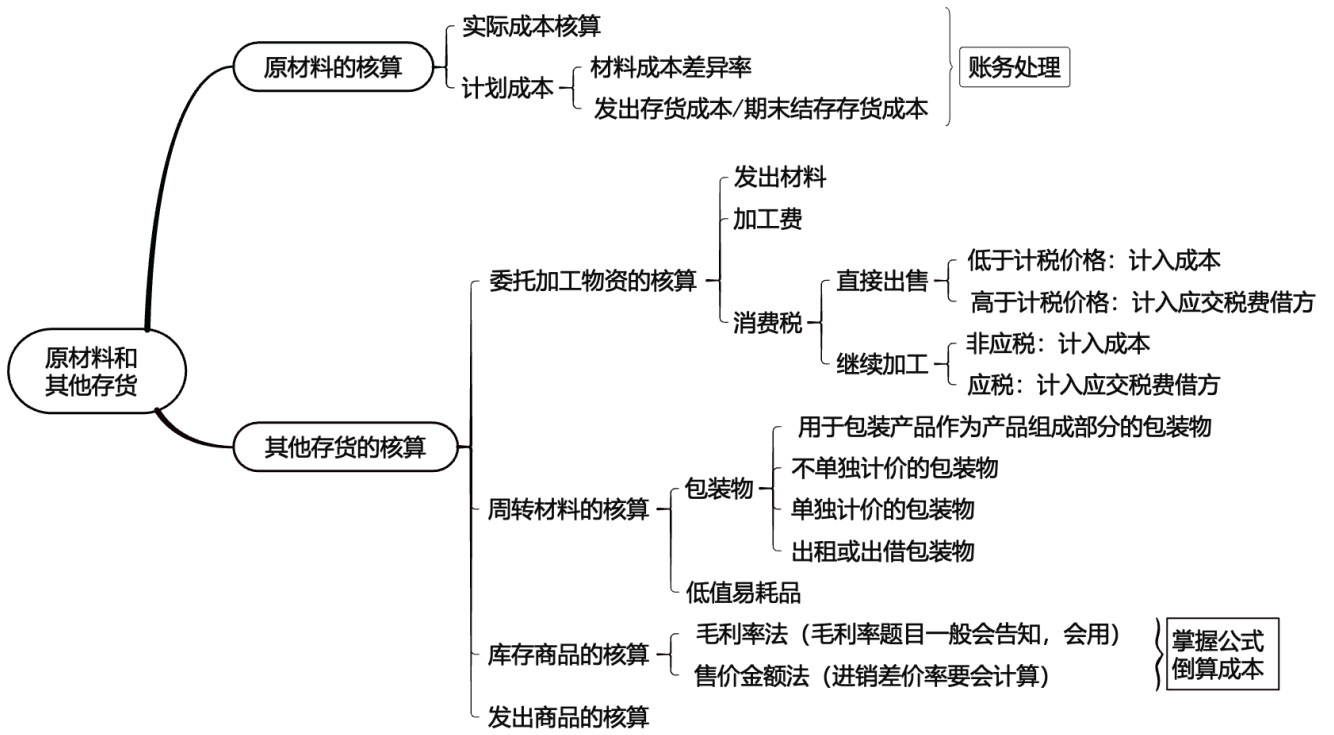 实际成本核算
原材料的核算
计划成本
材料成本差异率
发出存货成本/期末结存存货成本
账务处理
原材料和
其他存货
其他存货的核算
委托加工物资的核算
发出材料
加工费
消费税
直接出售
低于计税价格：计入成本
高于计税价格：计入应交税费借方
继续加工
非应税：计入成本
应税：计入应交税费借方
周转材料的核算
包装物
用于包装产品作为产品组成部分的包装物
不单独计价的包装物
单独计价的包装物
出租或出借包装物
低值易耗品
库存商品的核算
毛利率法（毛利率题目一般会告知，会用）
售价金额法（进销差价率要会计算）
掌握公式
倒算成本
发出商品的核算